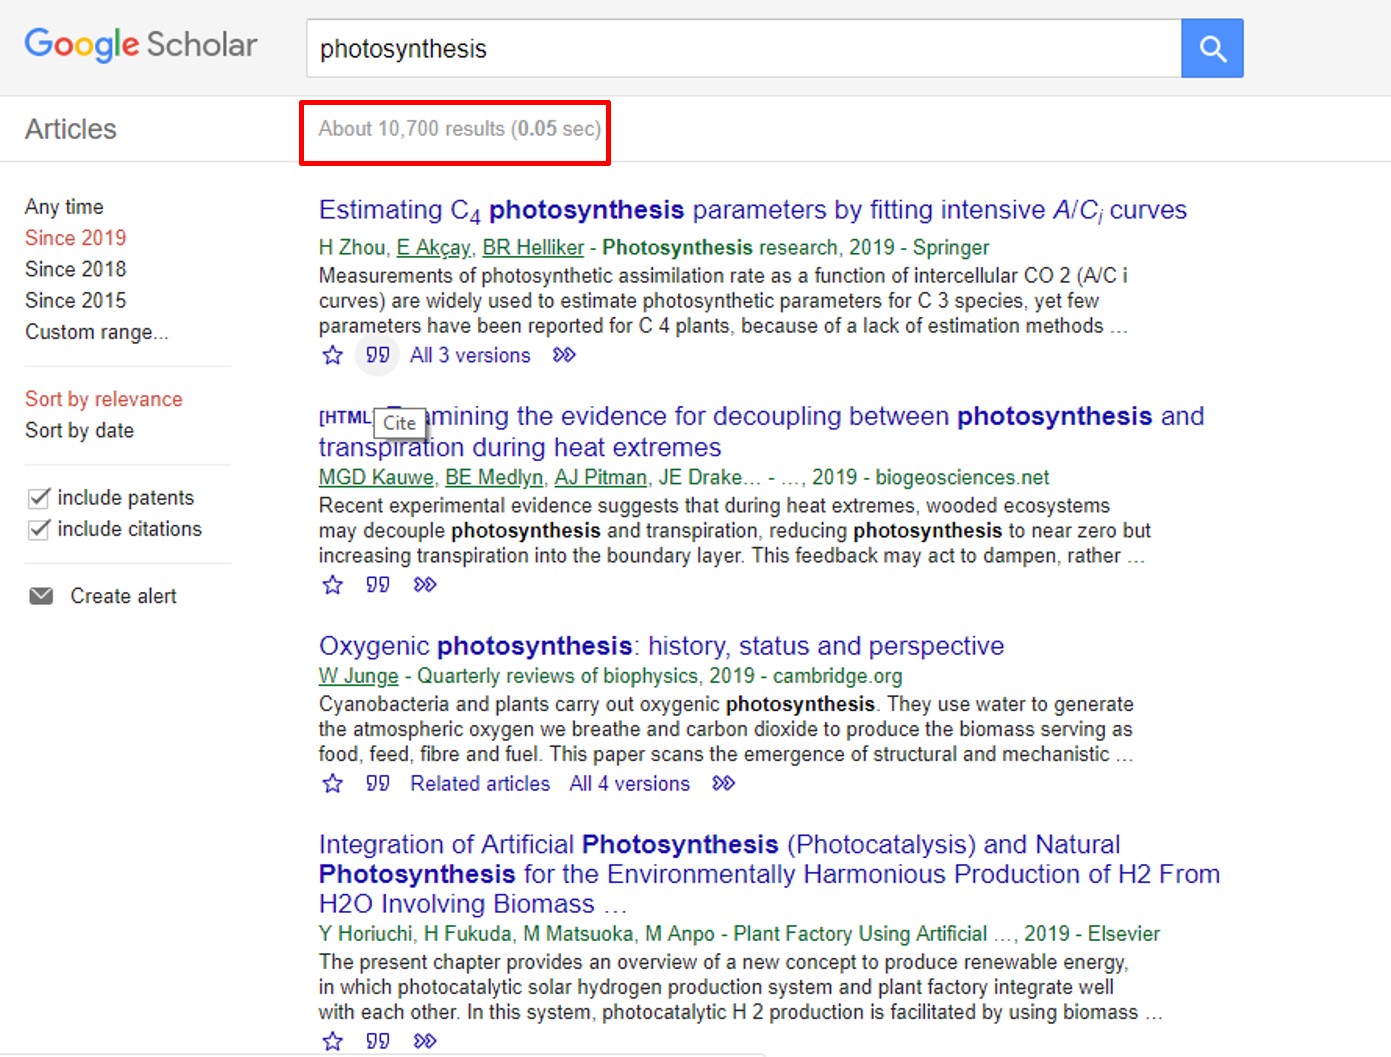 Google Scholar
photosynthesis
Articles
About 10,700 results (0.05 sec)
Any time
Since 2019
Since 2018
Since 2015
Custom range...
Sort by relevance
Sort by date
include patents
include citations
Create alert
Estimating C4 photosynthesis parameters by fitting intensive A/Ci curves
H Zhou, E Akçay, BR Helliker - Photosynthesis research, 2019 - Springer
Measurements of photosynthetic assimilation rate as a function of intercellular CO 2 (A/C i
curves) are widely used to estimate photosynthetic parameters for C 3 species, yet few
parameters have been reported for C 4 plants, because of a lack of estimation methods …
All 3 versions
Cite
[HTML] mining the evidence for decoupling between photosynthesis and
transpiration during heat extremes
MGD Kauwe, BE Medlyn, AJ Pitman, JE Drake… - …, 2019 - biogeosciences.net
Recent experimental evidence suggests that during heat extremes, wooded ecosystems
may decouple photosynthesis and transpiration, reducing photosynthesis to near zero but
increasing transpiration into the boundary layer. This feedback may act to dampen, rather …
Oxygenic photosynthesis: history, status and perspective
W Junge - Quarterly reviews of biophysics, 2019 - cambridge.org
Cyanobacteria and plants carry out oxygenic photosynthesis. They use water to generate
the atmospheric oxygen we breathe and carbon dioxide to produce the biomass serving as
food, feed, fibre and fuel. This paper scans the emergence of structural and mechanistic …
Related articles All 4 versions
Integration of Artificial Photosynthesis (Photocatalysis) and Natural
Photosynthesis for the Environmentally Harmonious Production of H2 From
H2O Involving Biomass …
Y Horiuchi, H Fukuda, M Matsuoka, M Anpo - Plant Factory Using Artificial …, 2019 - Elsevier
The present chapter provides an overview of a new concept to produce renewable energy,
in which photocatalytic solar hydrogen production system and plant factory integrate well
with each other. In this system, photocatalytic H 2 production is facilitated by using biomass …